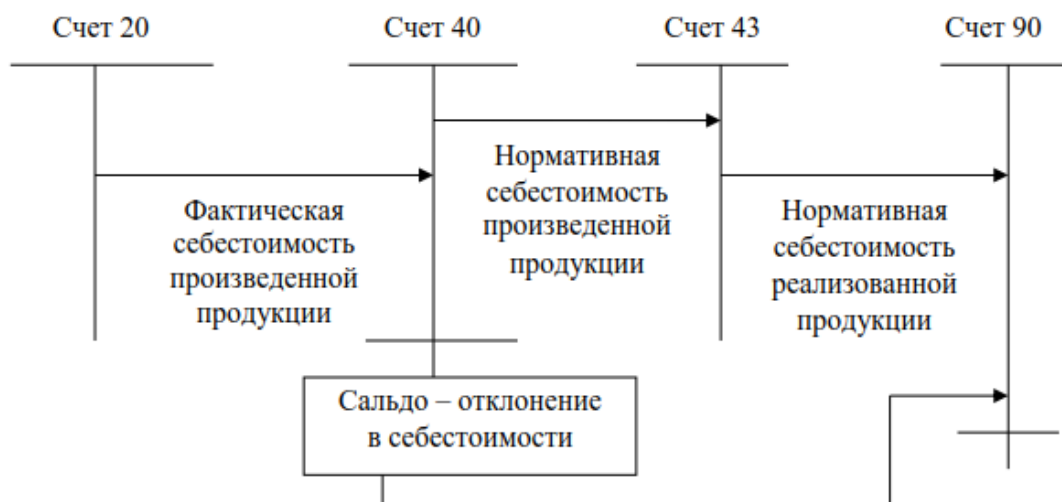 Счет 20
Счет 40
Счет 43
Счет 90
Фактическая
себестоимость
произведенной
продукции
Нормативная
себестоимость
произведенной
продукции
Нормативная
себестоимость
реализованной
продукции
Сальдо – отклонение
в себестоимости